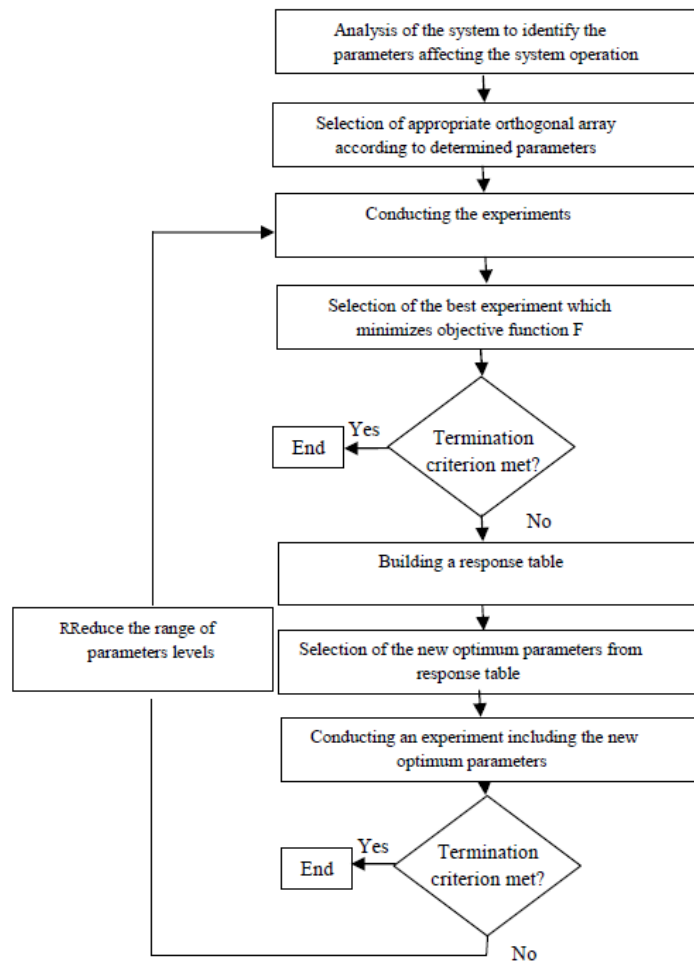 Analysis of the system to identify the
parameters affecting the system operation
Selection of appropriate orthogonal array
according to determined parameters
Conducting the experiments
Selection of the best experiment which
minimizes objective function F
Yes
End
Termination
criterion met?
No
Building a response table
RReduce the range of
parameters levels
Selection of the new optimum parameters from
response table
Conducting an experiment including the new
optimum parameters
Yes
End
Termination
criterion met?
No